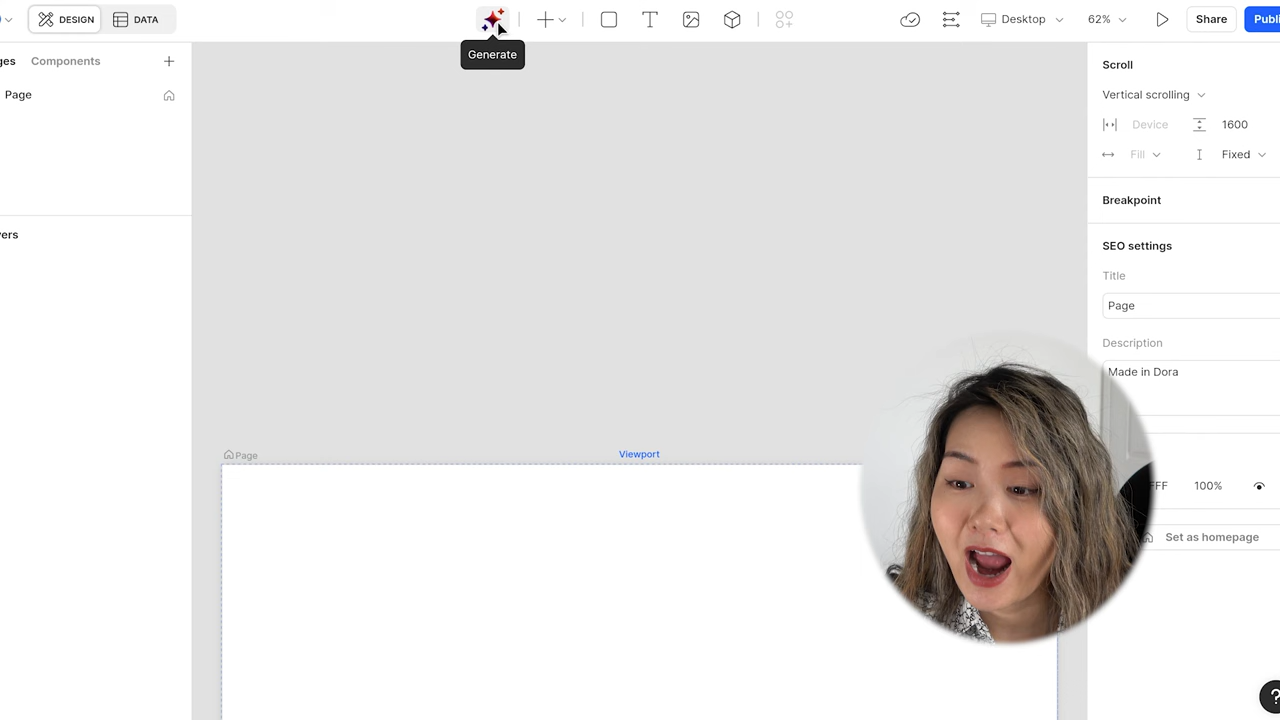 DESIGN
DATA
Desktop
62%
Share
Publi
Generate
ges
Components
Page
yers
Page
Viewport
Scroll
Vertical scrolling
Device
1600
Fill
Fixed
Breakpoint
SEO settings
Title
Page
Description
Made in Dora
FFF
100%
Set as homepage
?